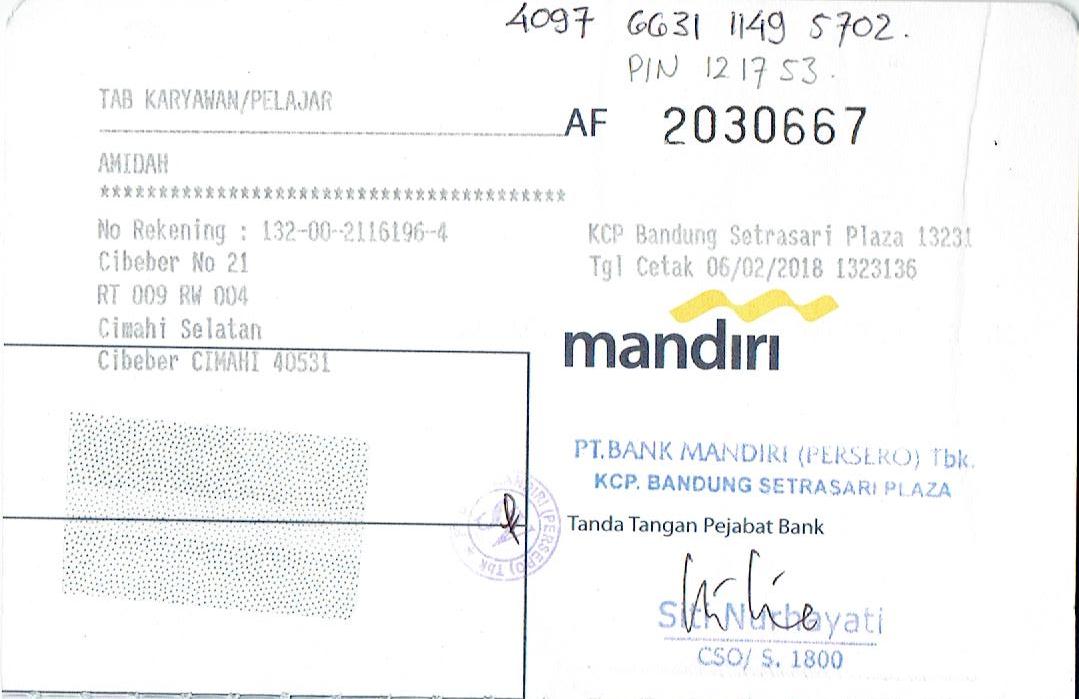 4097 6631 1149 5702.
PIN 12 17 53.
TAB KARYAWAN/PELAJAR
AF 2030667
AMIDAH
****************************************
No Rekening : 132-00-2116196-4
Cibeber No 21
RT 009 RW 004
Cimahi Selatan
Cibeber CIMAHI 40531
KCP Bandung Setrasari Plaza 13231
Tgl Cetak 06/02/2018 1323136
mandiri
PT.BANK MANDIRI (PERSERO) Tbk.
KCP. BANDUNG SETRASARI PLAZA
Tanda Tangan Pejabat Bank
Siti Nurhayati
CSO/ S. 1800